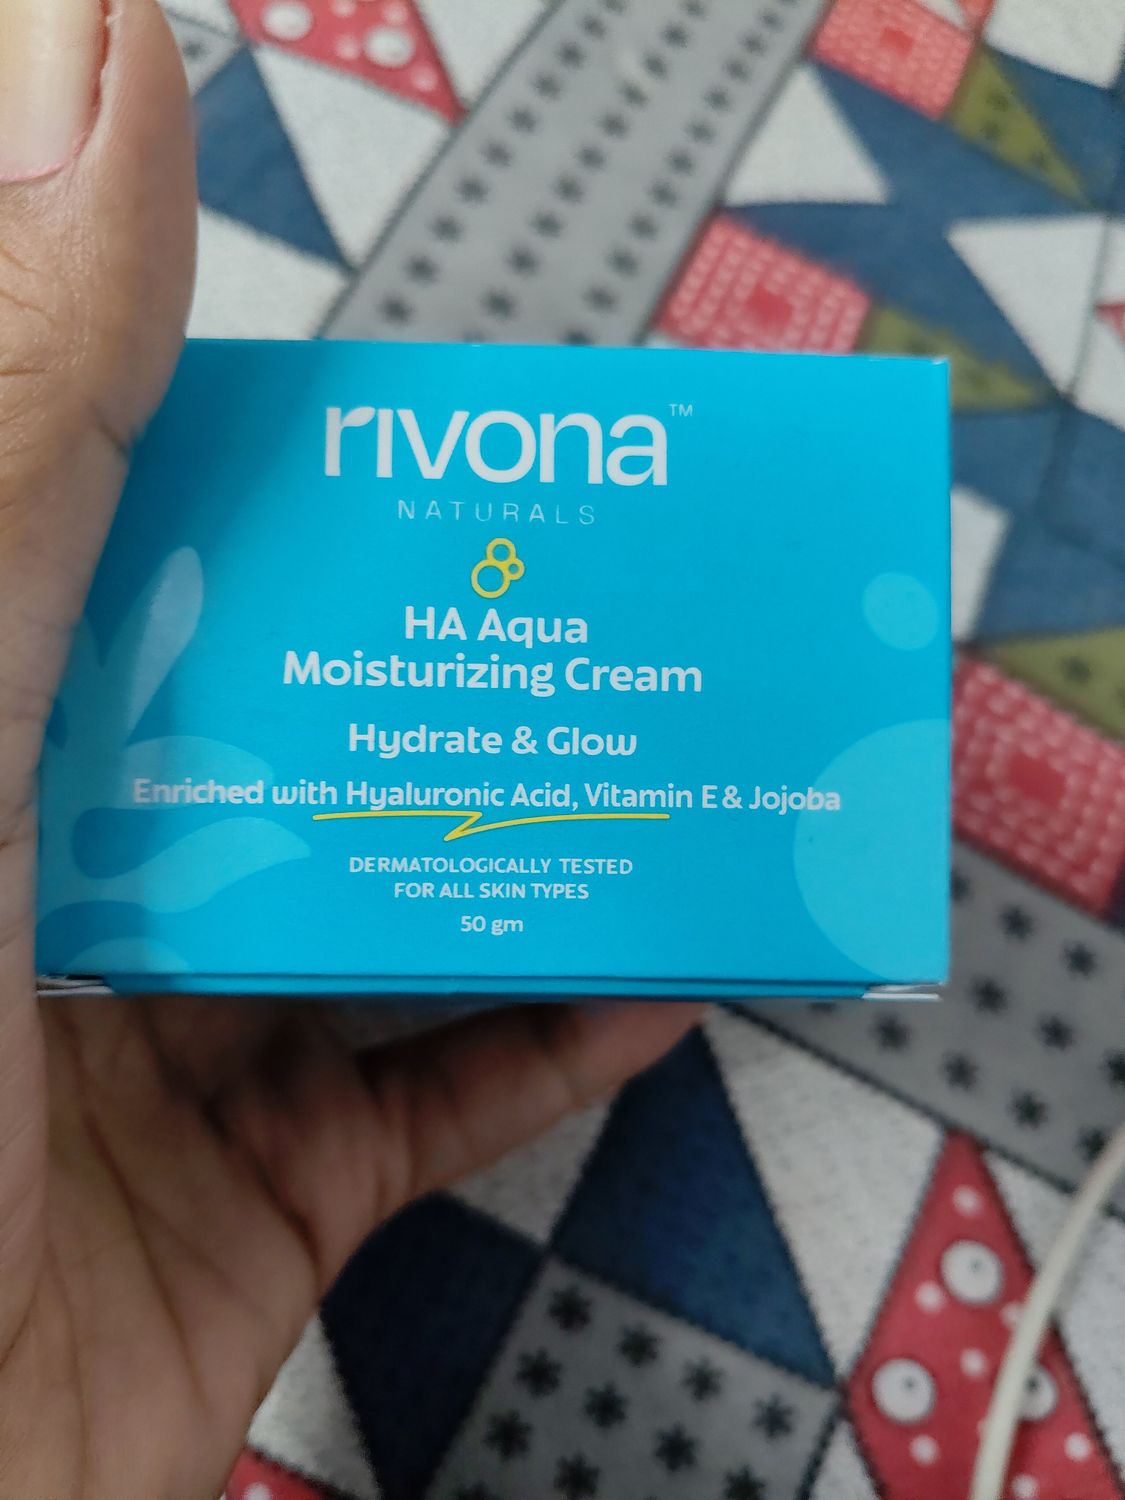 rivona™
NATURALS
HA Aqua
Moisturizing Cream
Hydrate & Glow
Enriched with Hyaluronic Acid, Vitamin E & Jojoba
DERMATOLOGICALLY TESTED
FOR ALL SKIN TYPES
50 gm